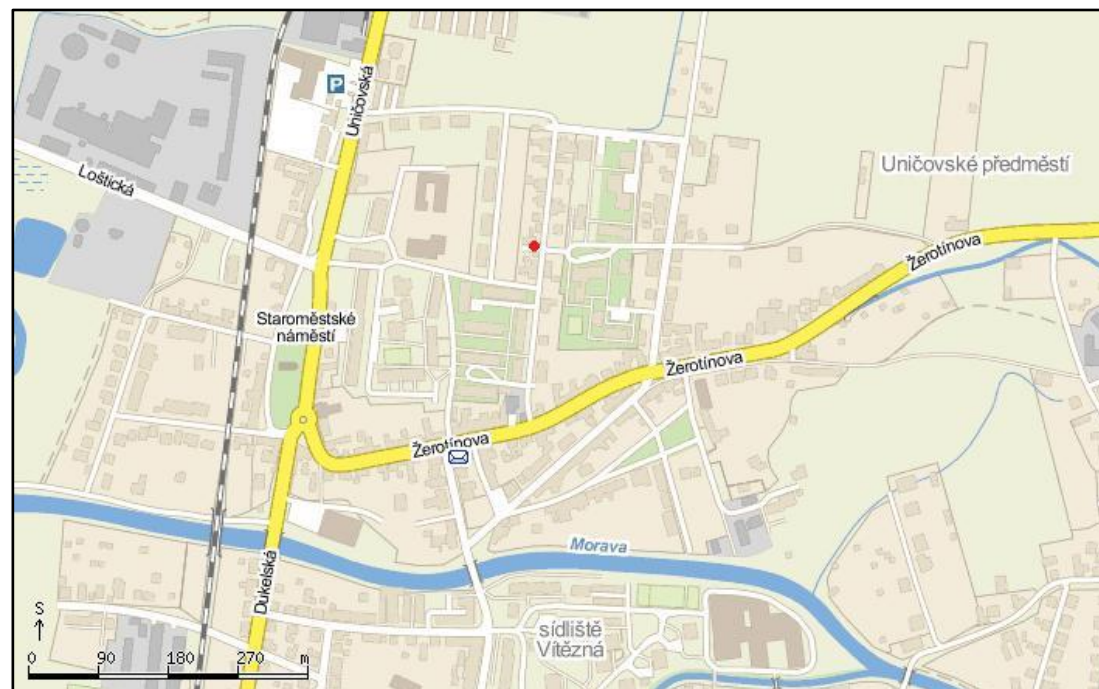 P
Uničovská
Loštická
Uničovské předměstí
Žerotínova
Staroměstské
náměstí
Žerotínova
Žerotínova
Morava
Dukelská
S
sídliště
Vítězná
0 90 180 270 m